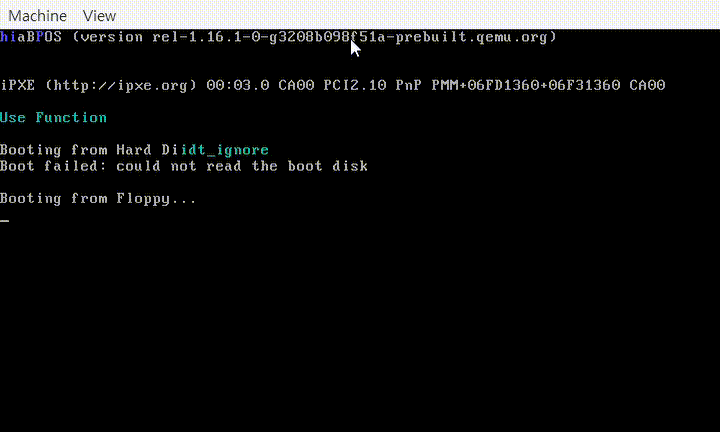 Machine View
hiaBPOS (version rel-1.16.1-0-g3208b098f51a-prebuilt.qemu.org)
iPXE (http://ipxe.org) 00:03.0 CA00 PCI2.10 PnP PMM+06FD1360+06F31360 CA00
Use Function
Booting from Hard Diidt_ignore
Boot failed: could not read the boot disk
Booting from Floppy...
_